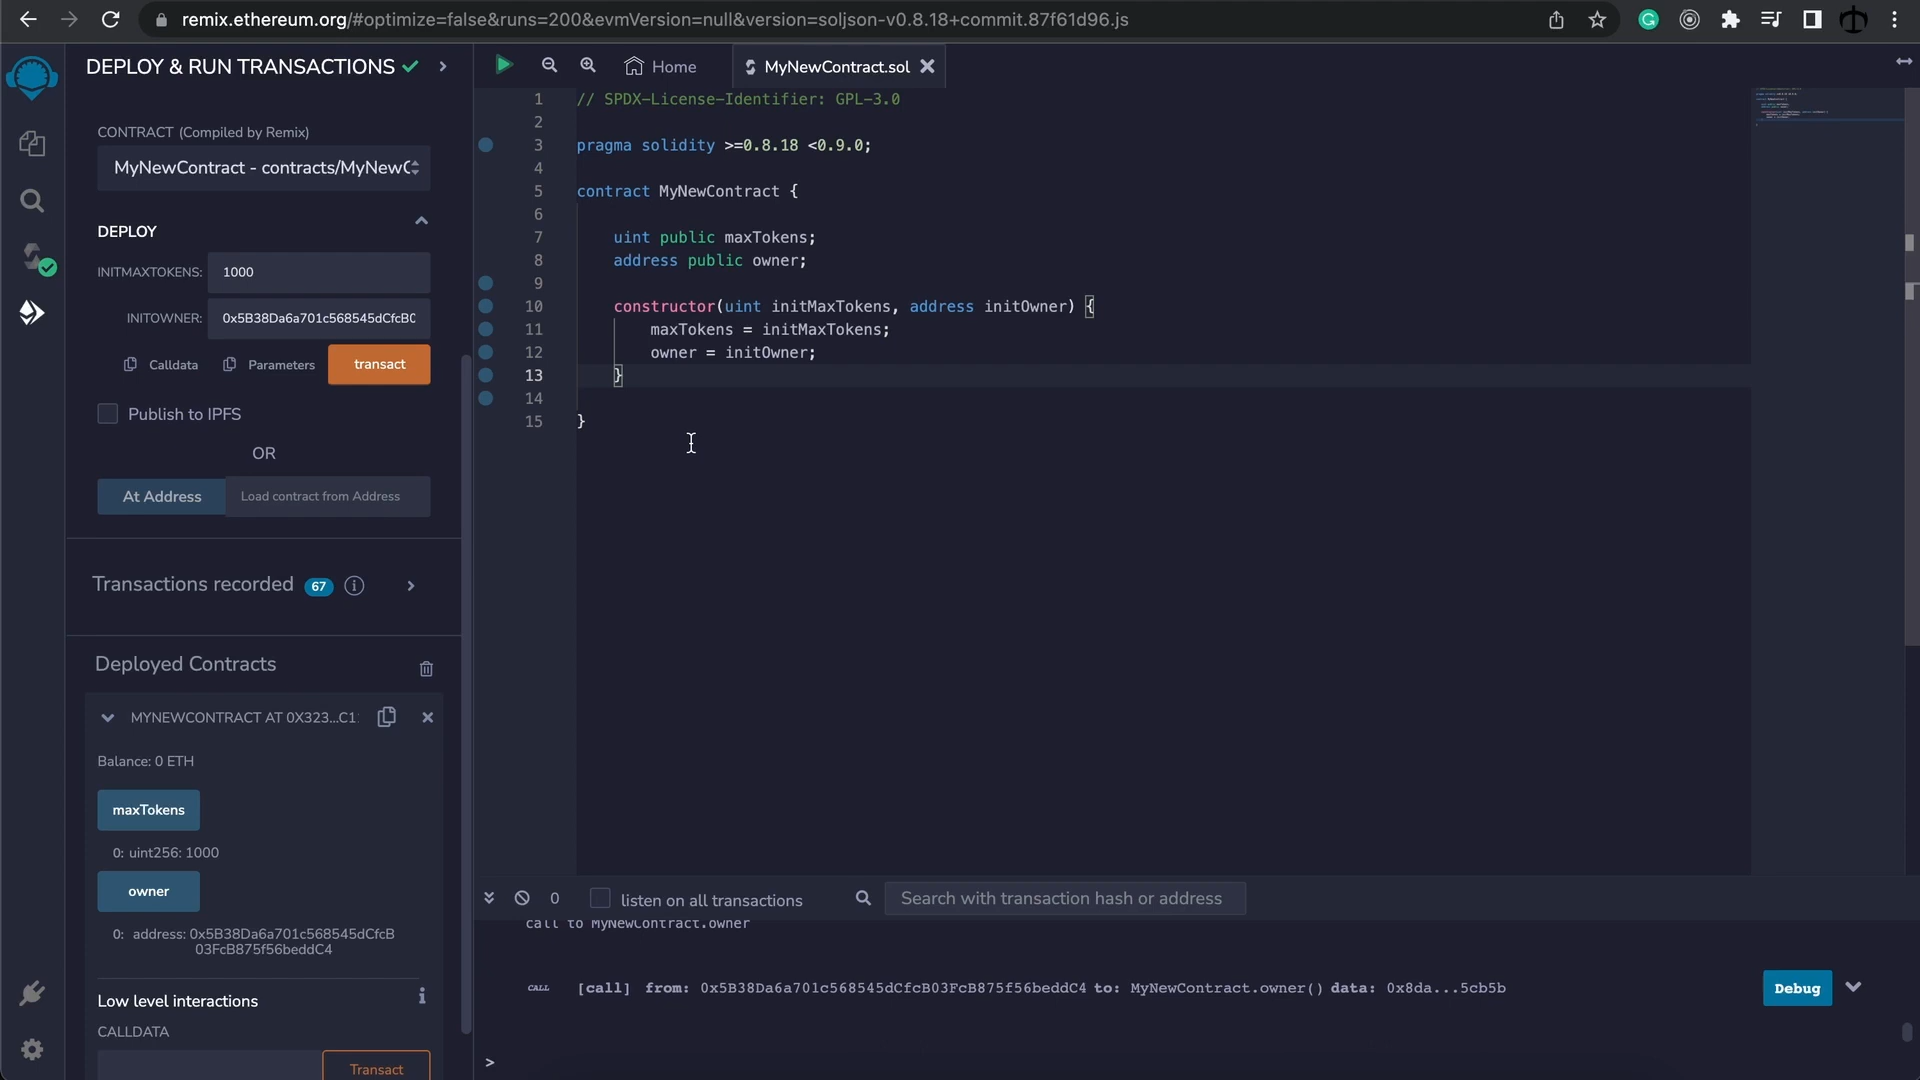 remix.ethereum.org/#optimize=false&runs=200&evmVersion=null&version=soljson-v0.8.18+commit.87f61d96.js
DEPLOY & RUN TRANSACTIONS
CONTRACT (Compiled by Remix)
MyNewContract - contracts/MyNewC
DEPLOY
INITMAXTOKENS: 1000
INITOWNER: 0x5B38Da6a701c568545dCfcBC
Calldata Parameters transact
Publish to IPFS
OR
At Address Load contract from Address
Transactions recorded 67 i
Deployed Contracts
MYNEWCONTRACT AT 0X323...C1
Balance: 0 ETH
maxTokens
0: uint256: 1000
owner
0: address: 0x5B38Da6a701c568545dCfcB
03FcB875f56beddC4
Low level interactions i
CALLDATA
Transact
Home MyNewContract.sol
1 // SPDX-License-Identifier: GPL-3.0
2
3 pragma solidity >=0.8.18 <0.9.0;
4
5 contract MyNewContract {
6
7 uint public maxTokens;
8 address public owner;
9
10 constructor(uint initMaxTokens, address initOwner) {
11 maxTokens = initMaxTokens;
12 owner = initOwner;
13 }
14
15 }
0 listen on all transactions Search with transaction hash or address
call to MyNewContract.owner
CALL [call] from: 0x5B38Da6a701c568545dCfcB03FcB875f56beddC4 to: MyNewContract.owner() data: 0x8da...5cb5b Debug
>